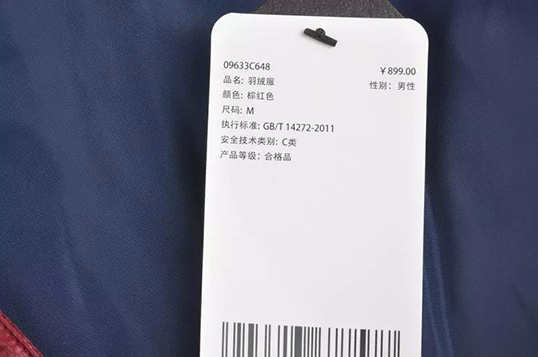 09633C648 ￥899.00
品名: 羽绒服 性别: 男性
颜色: 棕红色
尺码: M
执行标准: GB/T 14272-2011
安全技术类别: C类
产品等级: 合格品